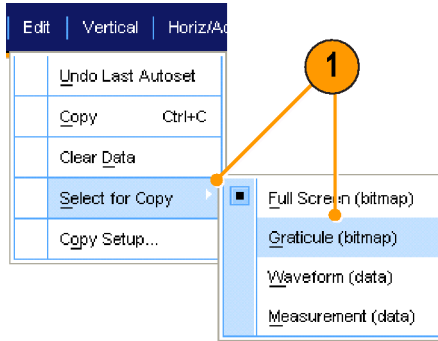 Edit | Vertical | Horiz/Ac
1
Undo Last Autoset
Copy Ctrl+C
Clear Data
Select for Copy
Copy Setup...
Full Screen (bitmap)
Graticule (bitmap)
Waveform (data)
Measurement (data)